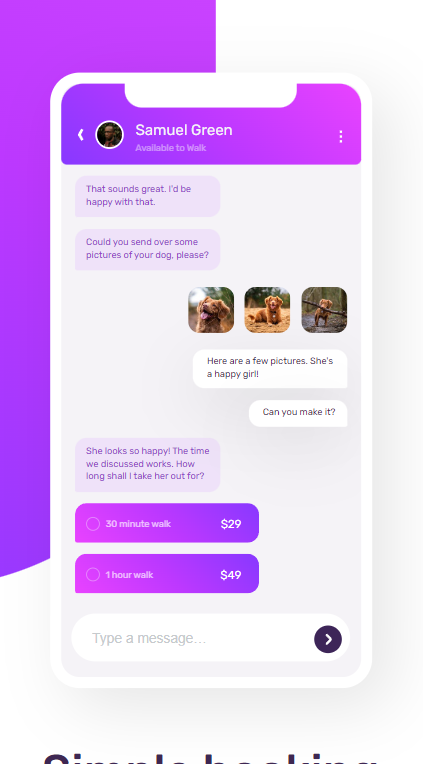 Samuel Green
Available to Walk
That sounds great. I'd be
happy with that.
Could you send over some
pictures of your dog, please?
Here are a few pictures. She's
a happy girl!
Can you make it?
She looks so happy! The time
we discussed works. How
long shall I take her out for?
30 minute walk $29
1 hour walk $49
Type a message...
Simple booking